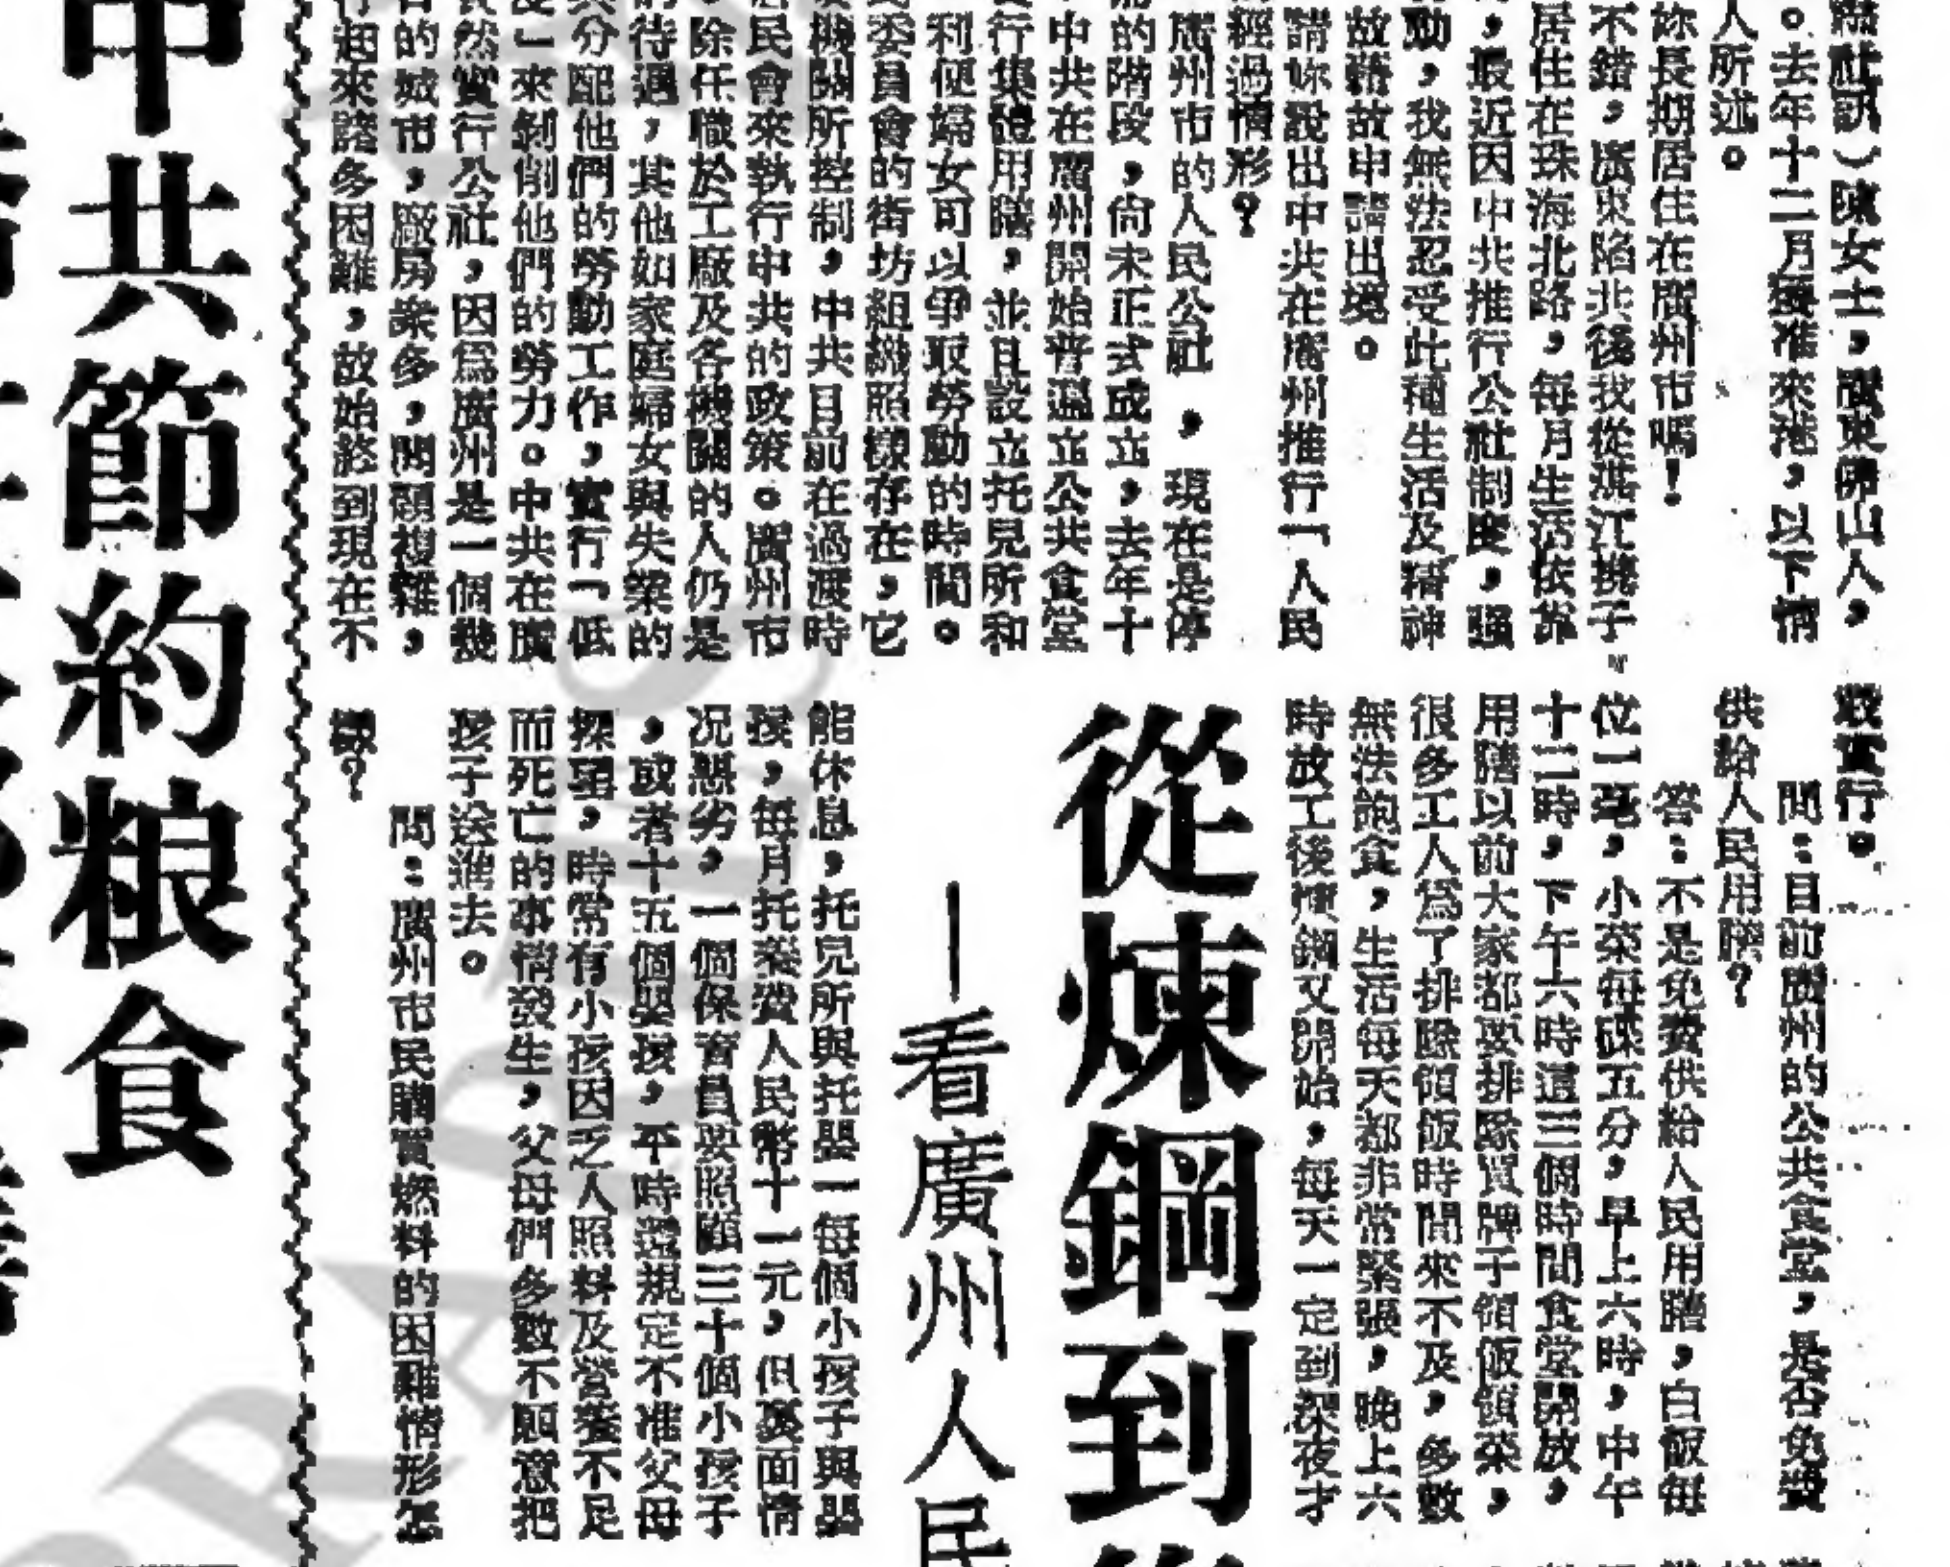 社訊）陳女士，廣東佛山人，
。去年十二月獲准來港，以下情
人所述。
妳長期居住在廣州市嗎！
不錯，廣東陷共後我從湛江携子
居住在珠海北路，每月生活依靠
，最近因中共推行公社制度，强
動，我無法忍受此種生活及精神
故藉故申請出境。
請妳說出中共在廣州推行「人民
經過情形？
廣州市的人民公社，現在是停
的階段，尙未正式成立，去年十
中共在廣州開始普遍立公共食堂
行集體用膳，並且設立托兒所和
利便婦女可以爭取勞動的時間。
委員會的街坊組織照樣存在，它
機關所控制，中共目前在過渡時
民會來執行中共的政策。廣州市
除任職於工廠及各機關的人仍是
的待遇，其他如家庭婦女與失業的
分配他們的勞動工作，實行「低
」來剝削他們的勞力。中共在廣
然實行公社，因爲廣州是一個幾
的城市，廠房衆多，問題複雜，
起來諸多困難，故始終到現在不
敢實行。
問：目前廣州的公共食堂，是否免費
供給人民用膳？
答：不是免費供給人民用膳，白飯每
位一毫，小菜每碟五分，早上六時，中午
十二時，下午六時這三個時間食堂開放，
用膳以前大家都要排隊買牌子領飯領菜，
很多工人爲了排隊領飯時間來不及，多數
無法飽食，生活每天都非常緊張，晚上六
時放工後煉鋼又開始，每天一定到深夜才
從煉鋼到
—看廣州人民
能休息，托兒所與托嬰一每個小孩子與嬰
孩，每月托養費人民幣十一元，但裏面情
况惡劣，一個保育員要照顧三十個小孩子
，或者十五個嬰孩，平時還規定不准父母
探望，時常有小孩因乏人照料及營養不足
而死亡的事情發生，父母們多數不願意把
孩子送進去。
問：廣州市民購買燃料的困難情形怎
樣？
中共節約粮食